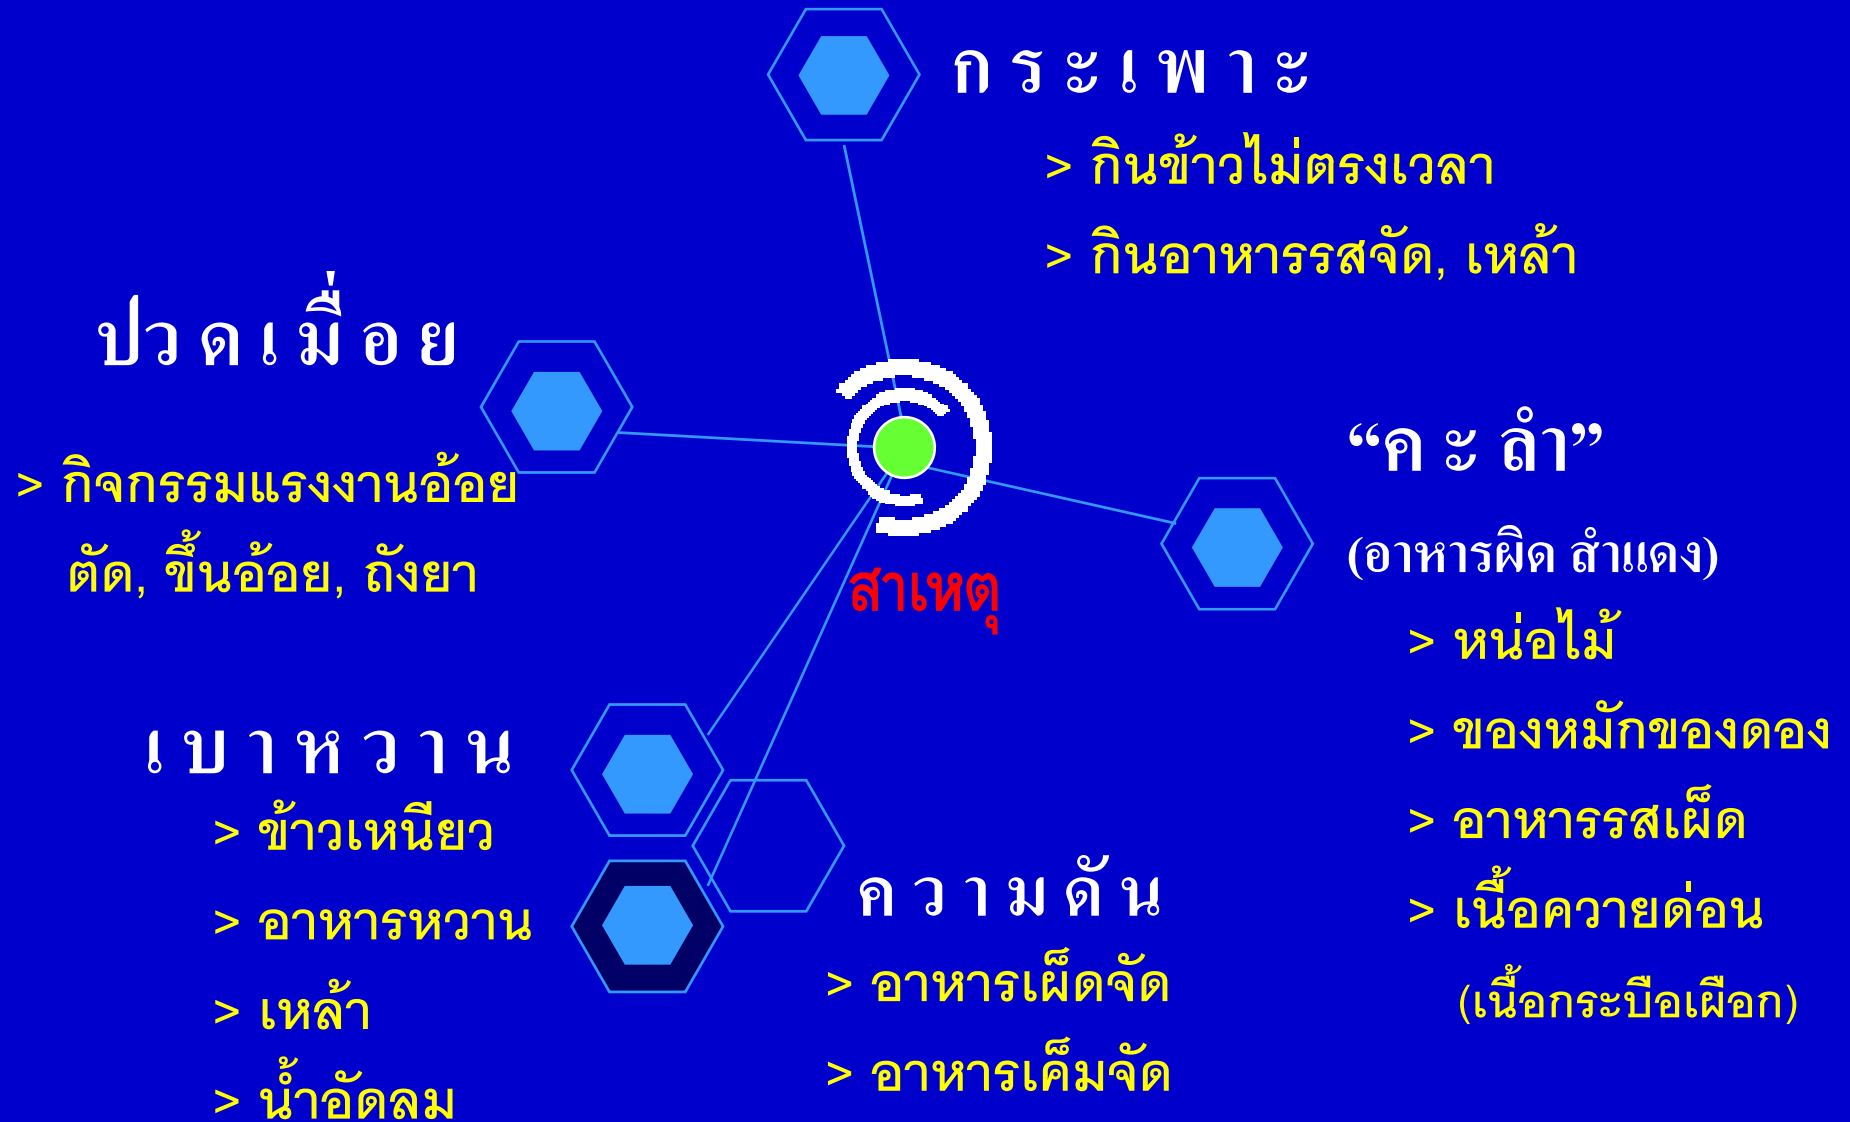 กระเพาะ
> กินข้าวไม่ตรงเวลา
> กินอาหารรสจัด, เหล้า
ปวดเมื่อย
> กิจกรรมแรงงานอ้อย
ตัด, ขึ้นอ้อย, ถังยา
สาเหตุ
“คะลำ”
(อาหารผิด สำแดง)
> หน่อไม้
> ของหมักของดอง
> อาหารรสเผ็ด
> เนื้อควายด่อน
(เนื้อกระบือเผือก)
เบาหวาน
> ข้าวเหนียว
> อาหารหวาน
> เหล้า
> น้ำอัดลม
ความดัน
> อาหารเผ็ดจัด
> อาหารเค็มจัด